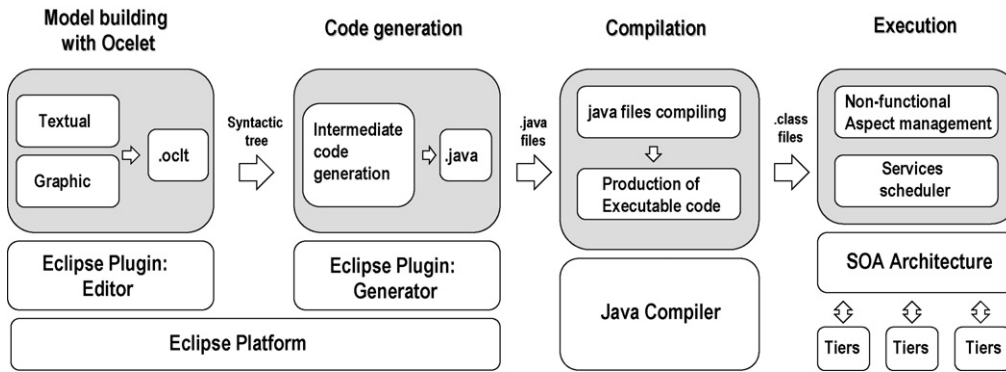 Model building
with Ocelet
Code generation
Compilation
Execution
Textual
Graphic
.oclt
Syntactic
tree
Intermediate
code
generation
.java
.java
files
java files compiling
Production of
Executable code
.class
files
Non-functional
Aspect management
Services
scheduler
Eclipse Plugin:
Editor
Eclipse Plugin:
Generator
Eclipse Platform
Java Compiler
SOA Architecture
Tiers
Tiers
Tiers